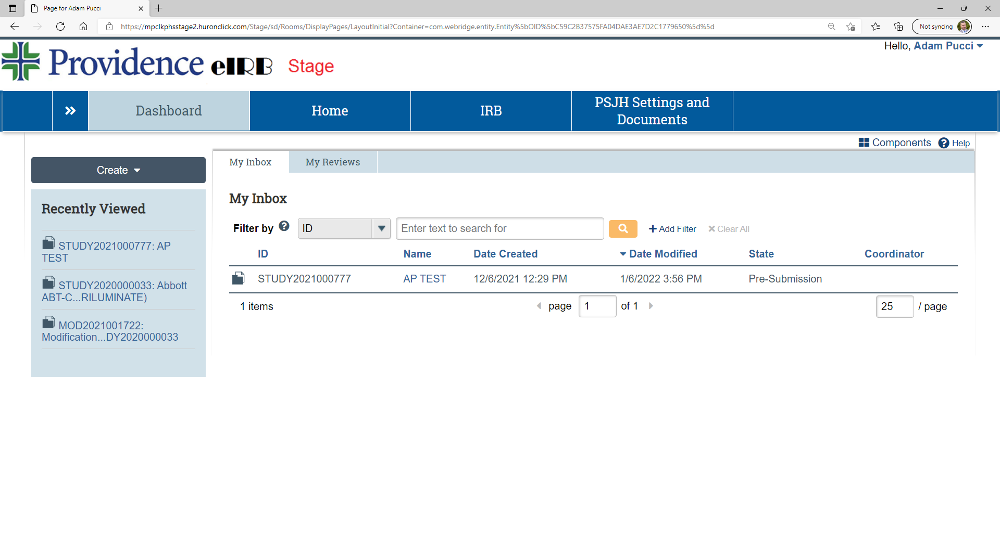 Page for Adam Pucci
https://mpclkphsstage2.huronclick.com/Stage/sd/Rooms/DisplayPages/LayoutInitial?Container=com.webridge.entity.Entity%5bOID%5bC59C2B37575FA04DAE3AE7D2C1779650%5d%5d
Not syncing
Hello, Adam Pucci
Providence eIRB Stage
Dashboard
Home
IRB
PSJH Settings and
Documents
Components
Help
Create
Recently Viewed
STUDY2021000777: AP
TEST
STUDY2020000033: Abbott
ABT-C...RILUMINATE)
MOD2021001722:
Modification...DY2020000033
My Inbox
My Reviews
My Inbox
Filter by ID Enter text to search for Add Filter Clear All
ID Name Date Created Date Modified State Coordinator
STUDY2021000777 AP TEST 12/6/2021 12:29 PM 1/6/2022 3:56 PM Pre-Submission
1 items page 1 of 1 25 / page